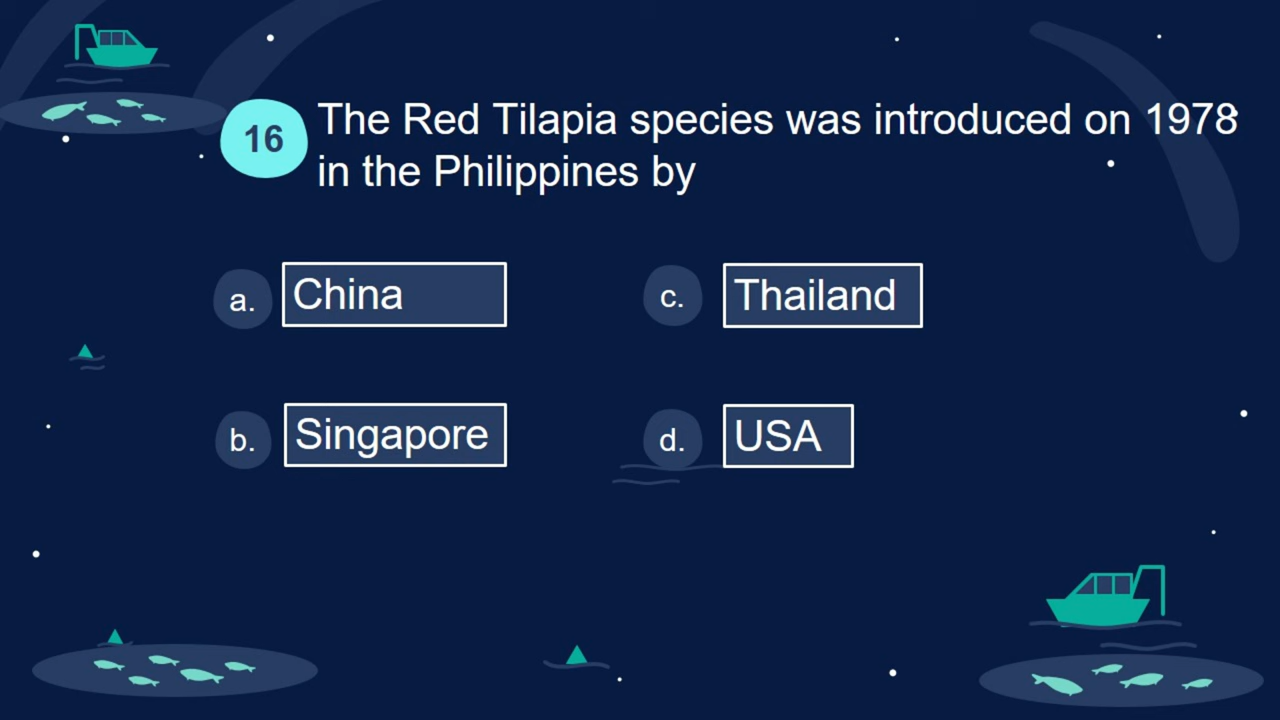 16 The Red Tilapia species was introduced on 1978
in the Philippines by
a. China
c. Thailand
b. Singapore
d. USA